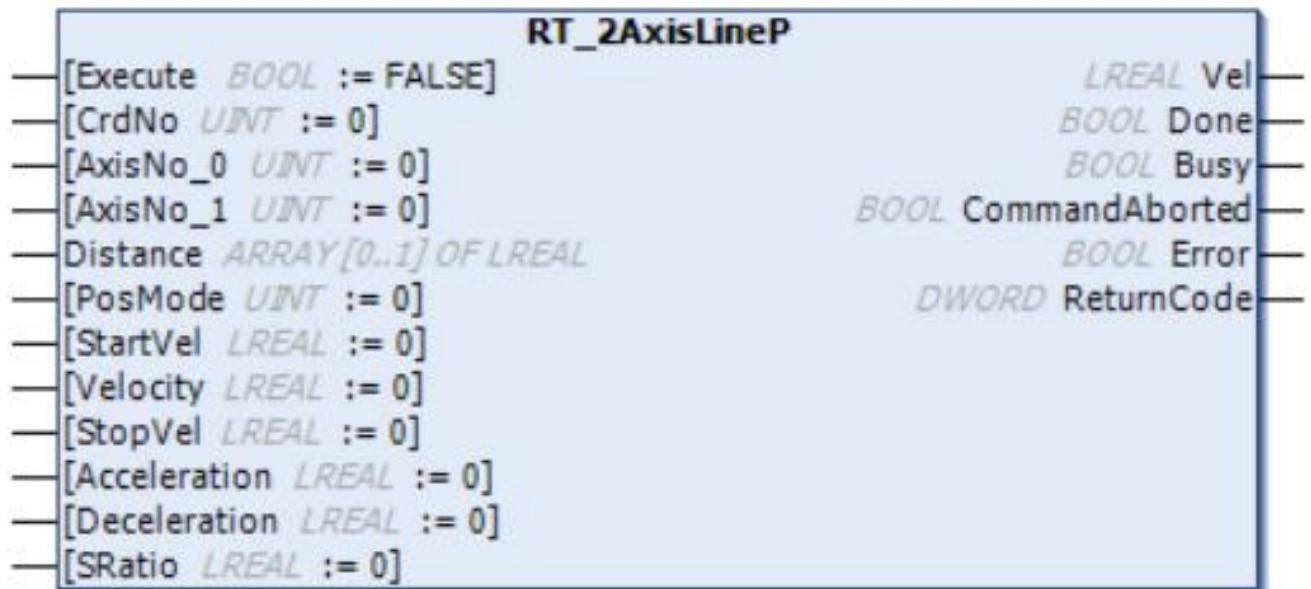 RT_2AxisLineP
[Execute BOOL := FALSE] LREAL Vel
[CrdNo UINT := 0] BOOL Done
[AxisNo_0 UINT := 0] BOOL Busy
[AxisNo_1 UINT := 0] BOOL CommandAborted
Distance ARRAY [0..1] OF LREAL BOOL Error
[PosMode UINT := 0] DWORD ReturnCode
[StartVel LREAL := 0]
[Velocity LREAL := 0]
[StopVel LREAL := 0]
[Acceleration LREAL := 0]
[Deceleration LREAL := 0]
[SRatio LREAL := 0]